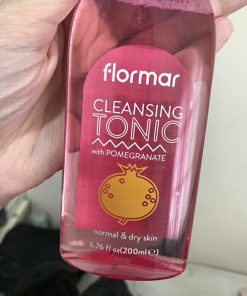 flormar
CLEANSING
TONIC
with POMEGRANATE
normal & dry skin
6.76 fl oz(200ml℮)